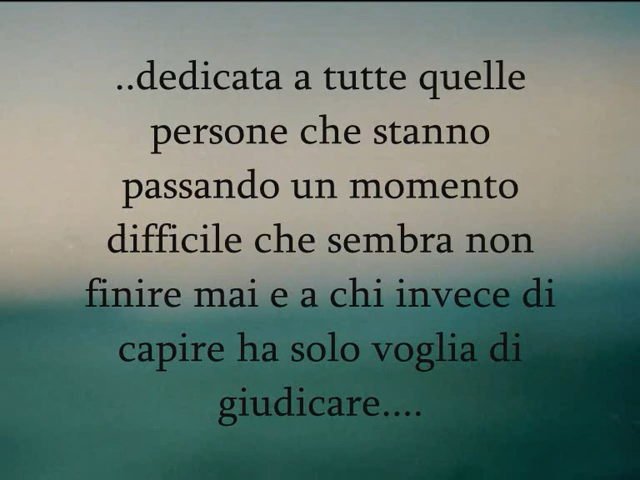 ..dedicata a tutte quelle
persone che stanno
passando un momento
difficile che sembra non
finire mai e a chi invece di
capire ha solo voglia di
giudicare....